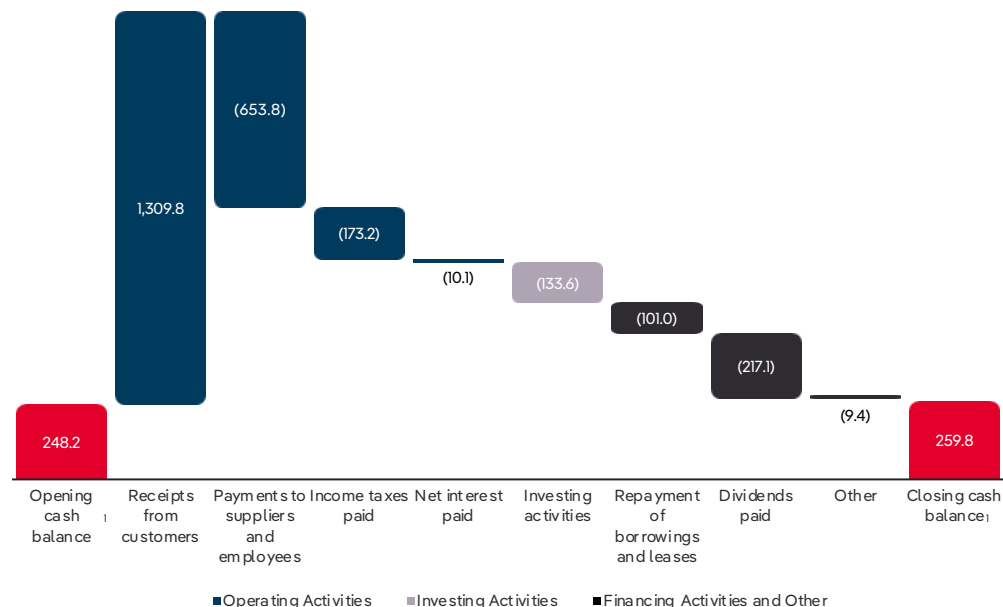 (653.8)
1,309.8
(173.2)
(10.1)
(133.6)
(101.0)
(217.1)
(9.4)
248.2
259.8
Opening
cash 1
balance
Receipts
from
customers
Payments to
suppliers
and
employees
Income taxes
paid
Net interest
paid
Investing
activities
Repayment
of
borrowings
and leases
Dividends
paid
Other
Closing cash
balance1
Operating Activities Investing Activities Financing Activities and Other